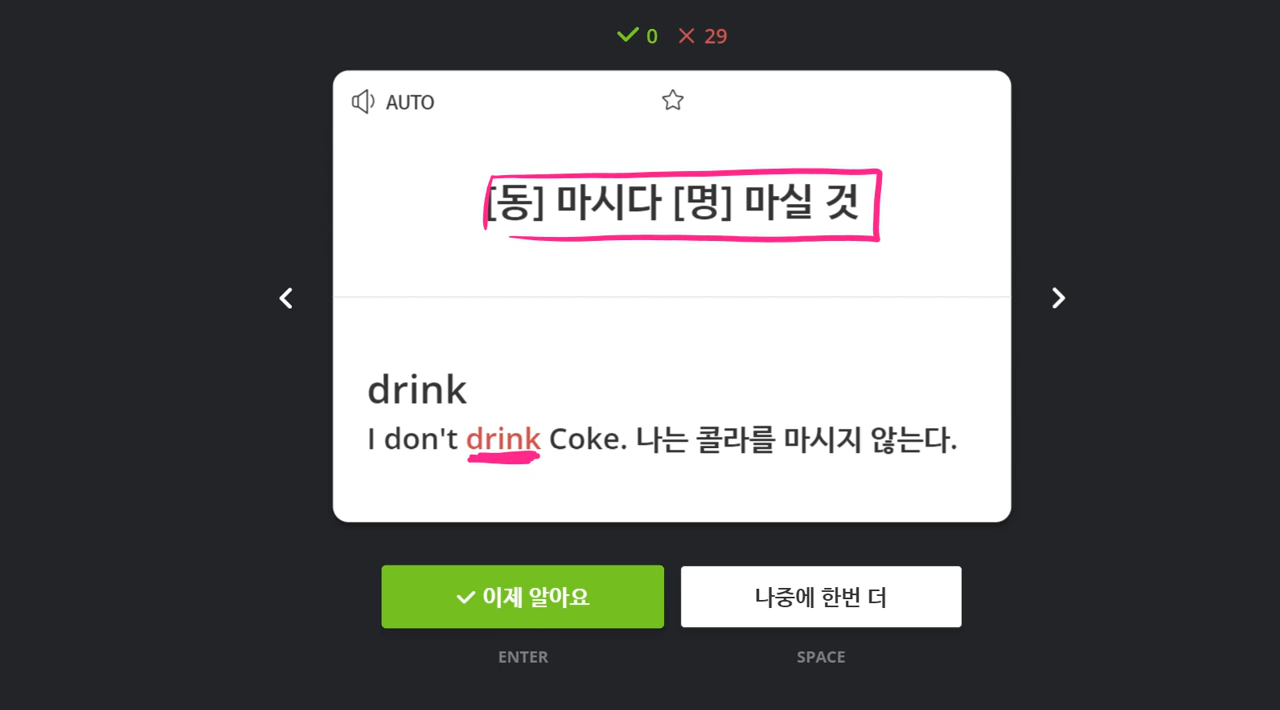 0 29
AUTO
[동] 마시다 [명] 마실 것
drink
I don't drink Coke. 나는 콜라를 마시지 않는다.
이제 알아요 나중에 한번 더
ENTER SPACE